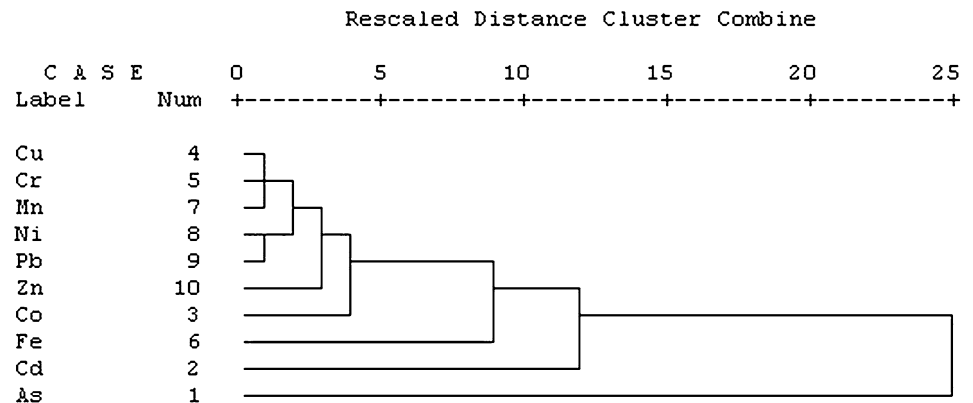 Rescaled Distance Cluster Combine
C A S E 0 5 10 15 20 25
Label Num +---------+---------+---------+---------+---------+
Cu 4
Cr 5
Mn 7
Ni 8
Pb 9
Zn 10
Co 3
Fe 6
Cd 2
As 1